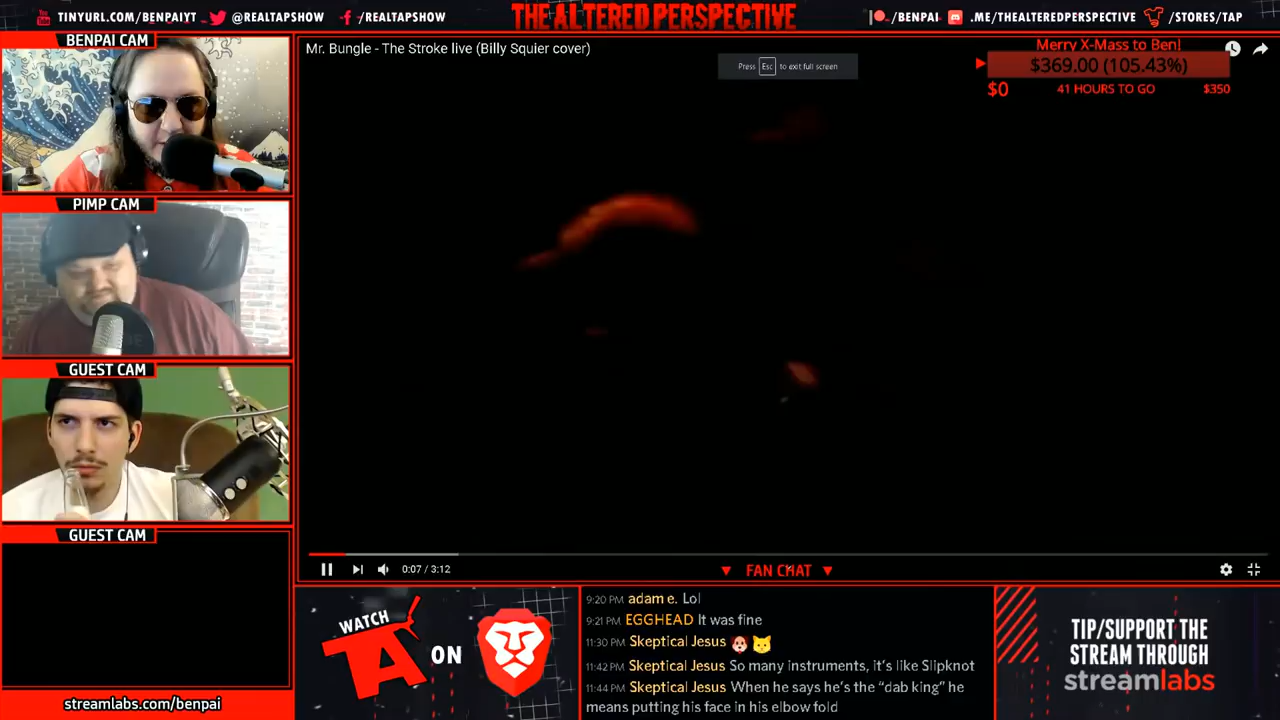 TINYURL.COM/BENPAIYT @REALTAPSHOW /REALTAPSHOW
THE ALTERED PERSPECTIVE
/BENPAI .ME/THEALTEREDPERSPECTIVE /STORES/TAP
BENPAI CAM
Mr. Bungle - The Stroke live (Billy Squier cover)
Press Esc to exit full screen
Merry X-Mass to Ben!
$369.00 (105.43%)
$0 41 HOURS TO GO $350
PIMP CAM
GUEST CAM
GUEST CAM
0:07 / 3:12
FAN CHAT
WATCH
TA ON
9:20 PM adam e. Lol
9:21 PM EGGHEAD It was fine
11:30 PM Skeptical Jesus 🐶 🐱
11:42 PM Skeptical Jesus So many instruments, it's like Slipknot
11:44 PM Skeptical Jesus When he says he's the “dab king” he
means putting his face in his elbow fold
TIP/SUPPORT THE
STREAM THROUGH
streamlabs
streamlabs.com/benpai